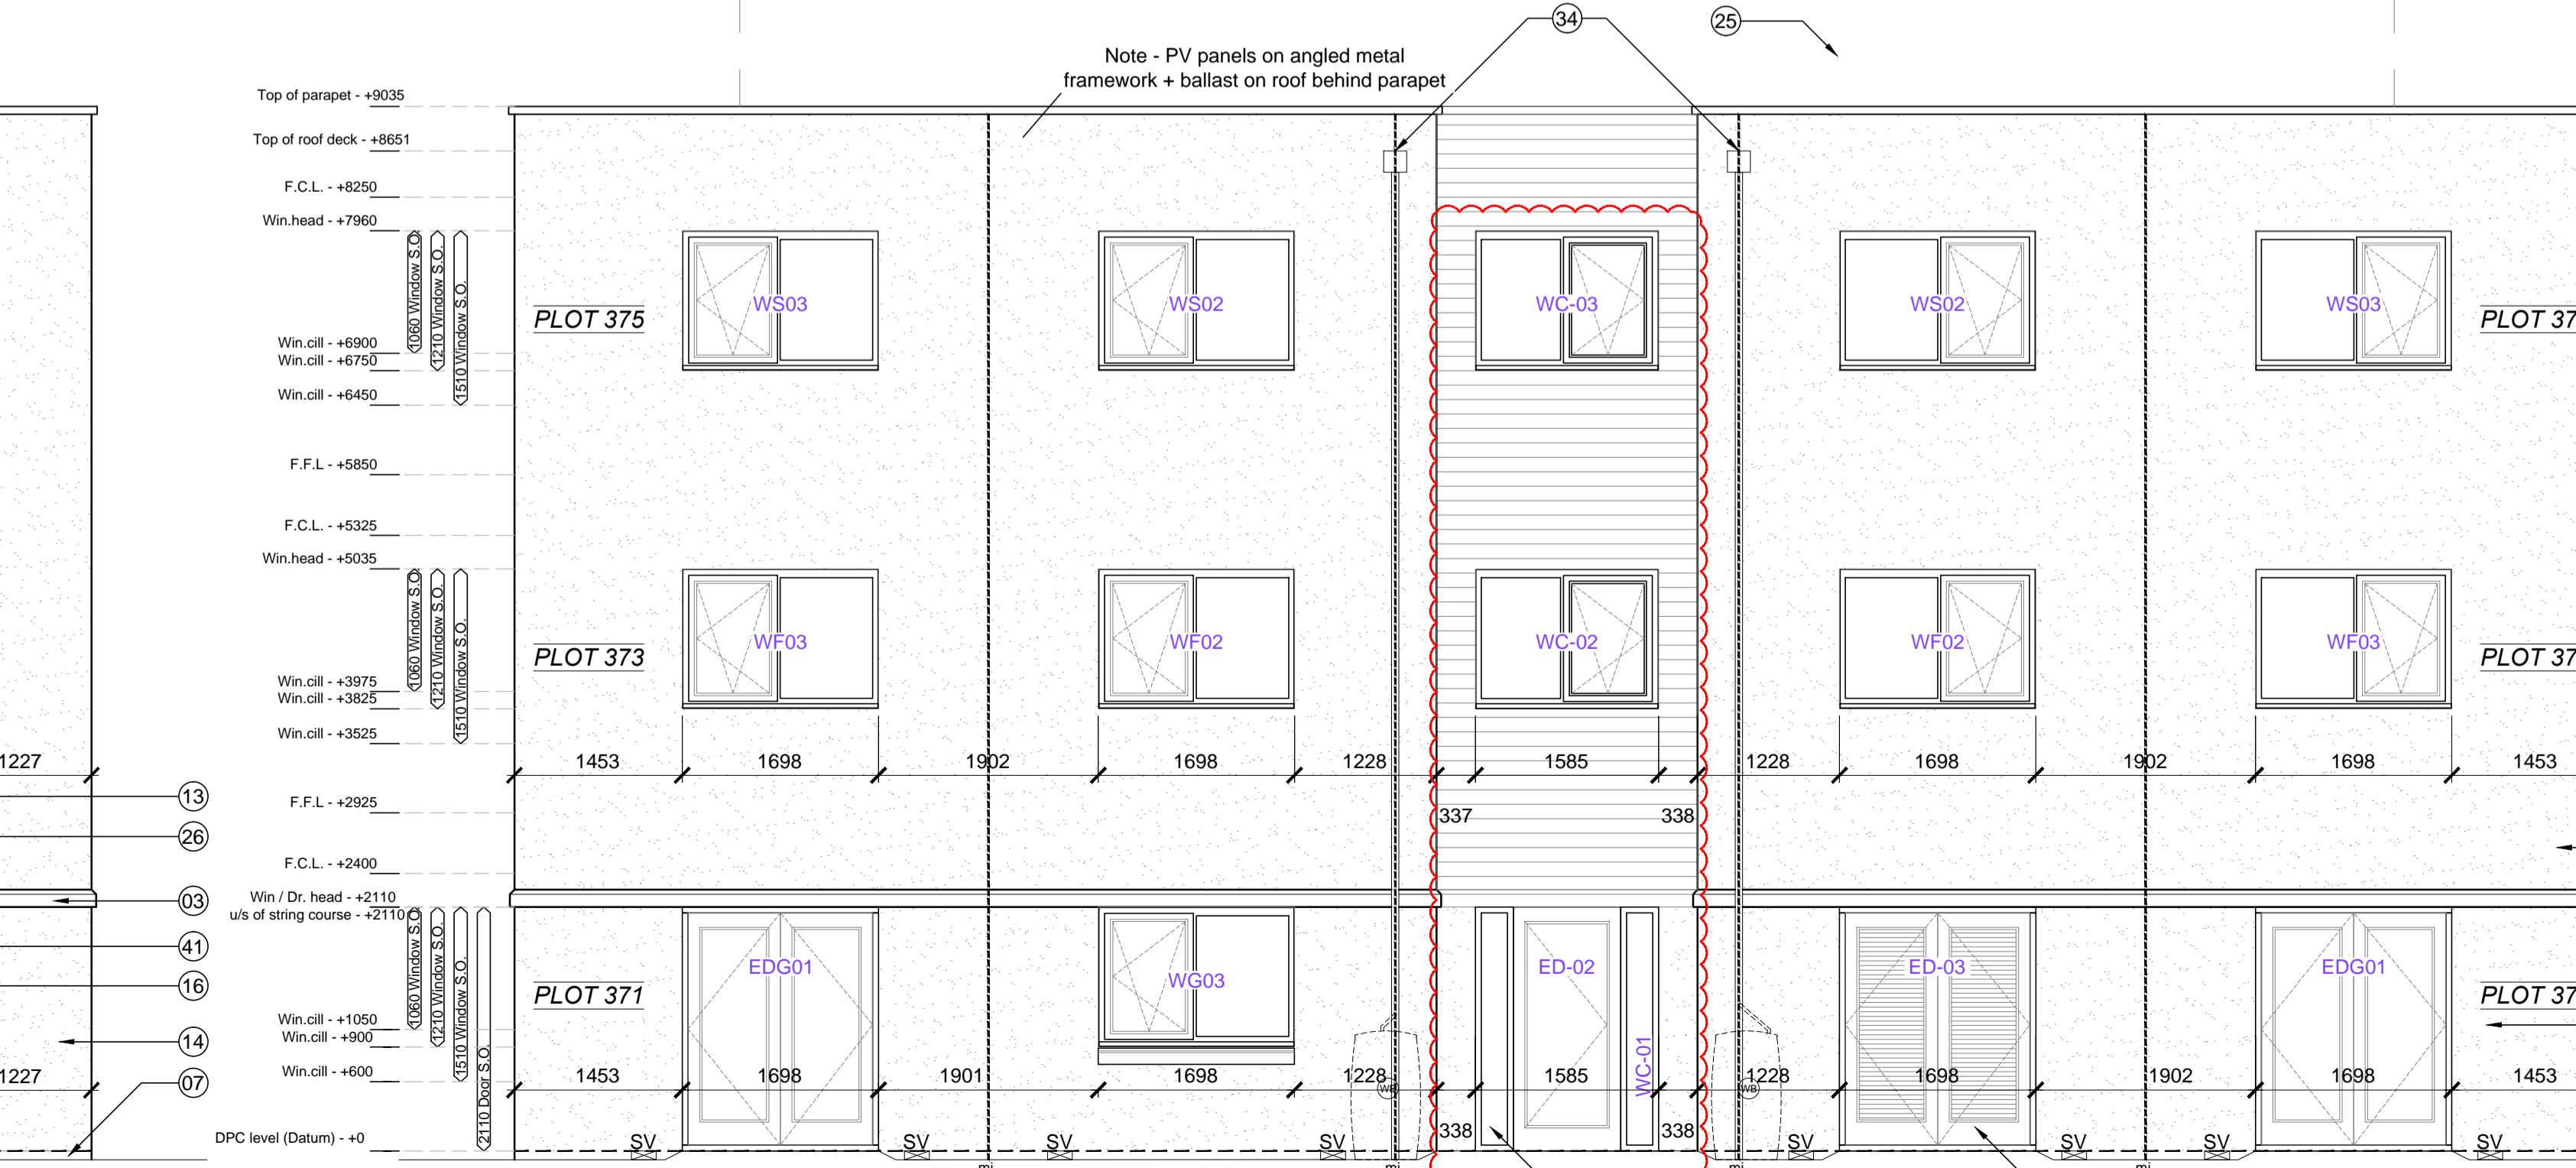 34
25
Note - PV panels on angled metal
framework + ballast on roof behind parapet
Top of parapet - +9035
Top of roof deck - +8651
F.C.L. - +8250
Win.head - +7960
1060 Window S.O.
1210 Window S.O.
1510 Window S.O.
PLOT 375
WS03
WS02
WC-03
WS02
WS03
PLOT 37
Win.cill - +6900
Win.cill - +6750
Win.cill - +6450
F.F.L - +5850
F.C.L. - +5325
Win.head - +5035
1060 Window S.O.
1210 Window S.O.
1510 Window S.O.
PLOT 373
WF03
WF02
WC-02
WF02
WF03
PLOT 37
Win.cill - +3975
Win.cill - +3825
Win.cill - +3525
1227
1453
1698
1902
1698
1228
1585
1228
1698
1902
1698
1453
13
F.F.L - +2925
337
338
26
F.C.L. - +2400
03
Win / Dr. head - +2110
u/s of string course - +2110
1060 Window S.O.
1210 Window S.O.
1510 Window S.O.
2110 Door S.O.
41
16
PLOT 371
EDG01
WG03
ED-02
WC-01
ED-03
EDG01
PLOT 37
Win.cill - +1050
Win.cill - +900
Win.cill - +600
14
07
1227
1453
1698
1901
1698
1228
1585
1228
1698
1902
1698
1453
WB
WB
338
338
DPC level (Datum) - +0
SV
SV
SV
SV
SV
SV
SV
SV